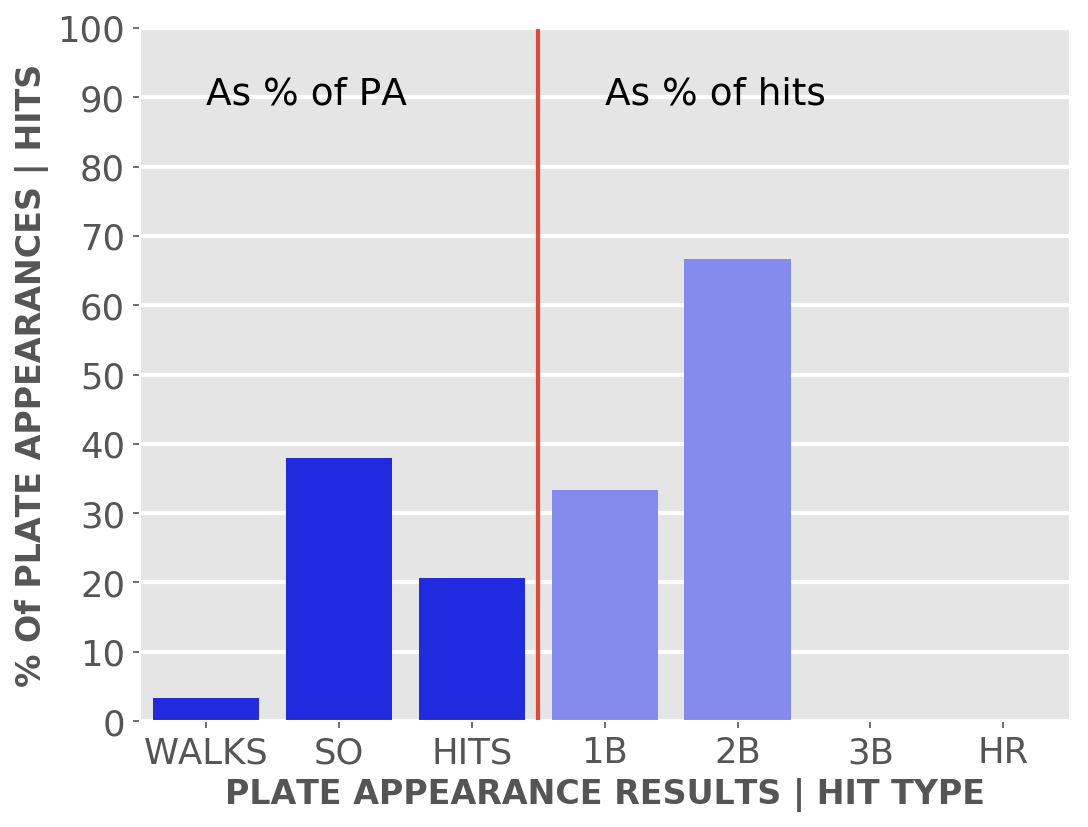 % Of PLATE APPEARANCES | HITS
100
90
80
70
60
50
40
30
20
10
0
As % of PA
As % of hits
WALKS SO HITS 1B 2B 3B HR
PLATE APPEARANCE RESULTS | HIT TYPE